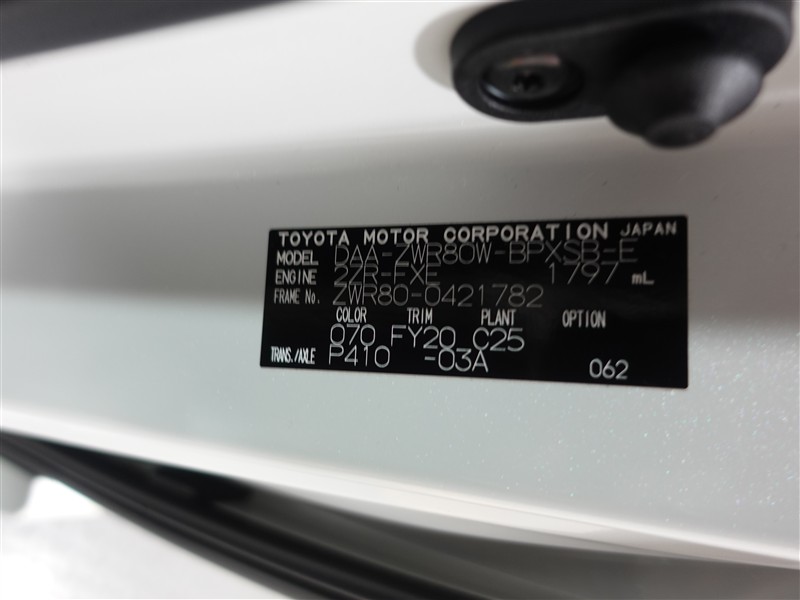 TOYOTA MOTOR CORPORATION JAPAN
MODEL DAA-ZWR80W-BPXSB-E
ENGINE 2ZR-FXE 1797 mL
FRAME No. ZWR80-0421782
COLOR TRIM PLANT OPTION
070 FY20 C25
TRANS./AXLE P410 -03A
062